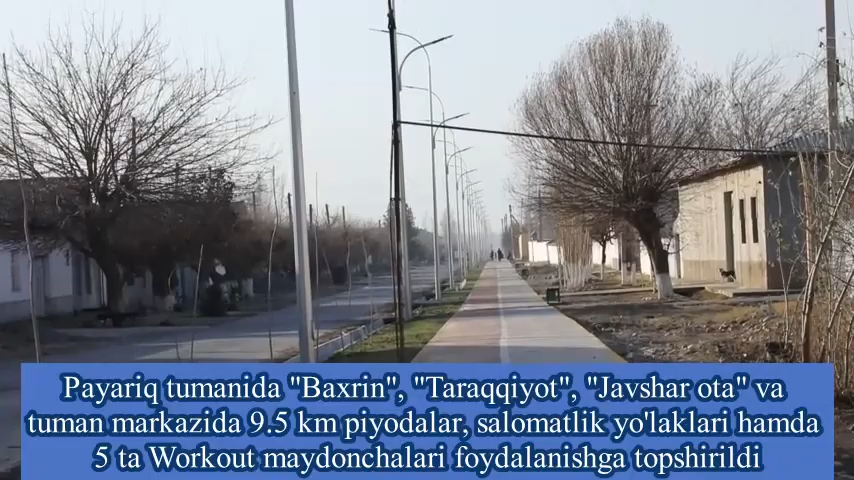 Payariq tumanida "Baxrin", "Taraqqiyot", "Javshar ota" va
tuman markazida 9.5 km piyodalar, salomatlik yo'laklari hamda
5 ta Workout maydonchalari foydalanishga topshirildi